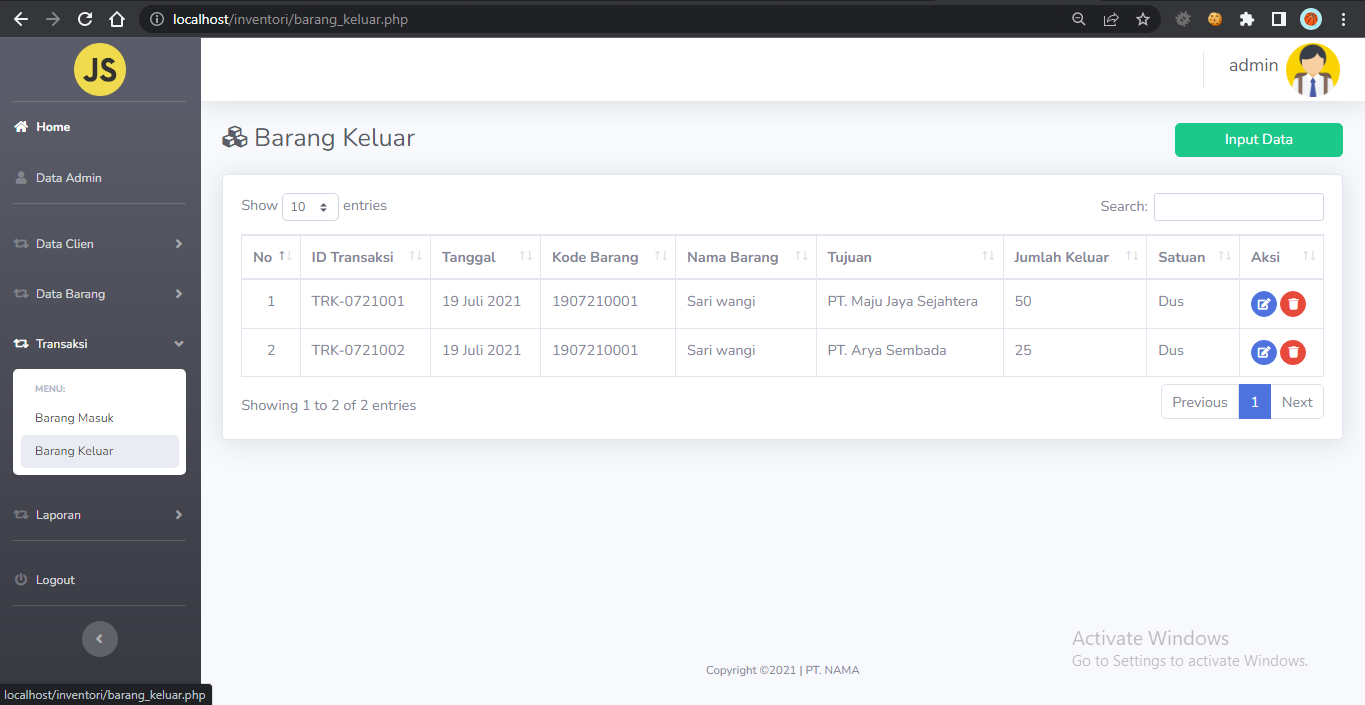 localhost/inventori/barang_keluar.php
JS
admin
Home
Data Admin
Data Clien
Data Barang
Transaksi
MENU:
Barang Masuk
Barang Keluar
Laporan
Logout
Barang Keluar
Input Data
Show 10 entries
Search:
No ID Transaksi Tanggal Kode Barang Nama Barang Tujuan Jumlah Keluar Satuan Aksi
1 TRK-0721001 19 Juli 2021 1907210001 Sari wangi PT. Maju Jaya Sejahtera 50 Dus
2 TRK-0721002 19 Juli 2021 1907210001 Sari wangi PT. Arya Sembada 25 Dus
Showing 1 to 2 of 2 entries
Previous 1 Next
Activate Windows
Go to Settings to activate Windows.
Copyright ©2021 | PT. NAMA
localhost/inventori/barang_keluar.php